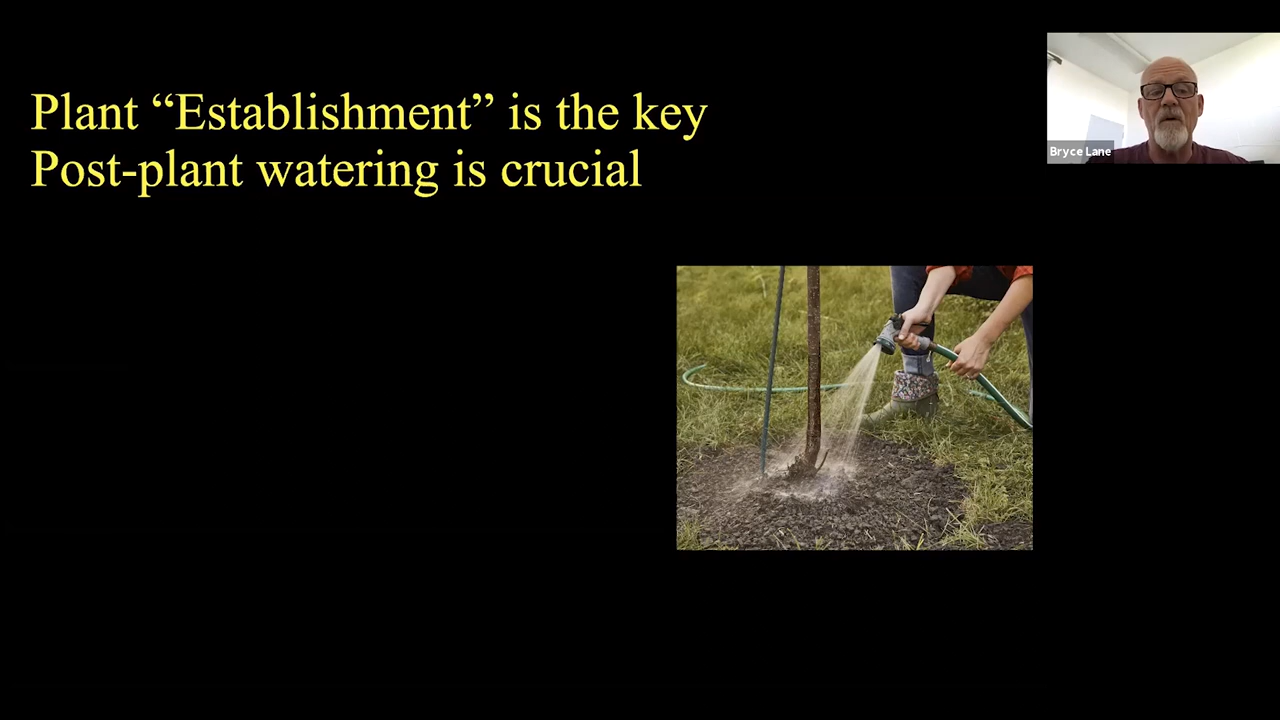 Plant “Establishment” is the key
Post-plant watering is crucial
Bryce Lane